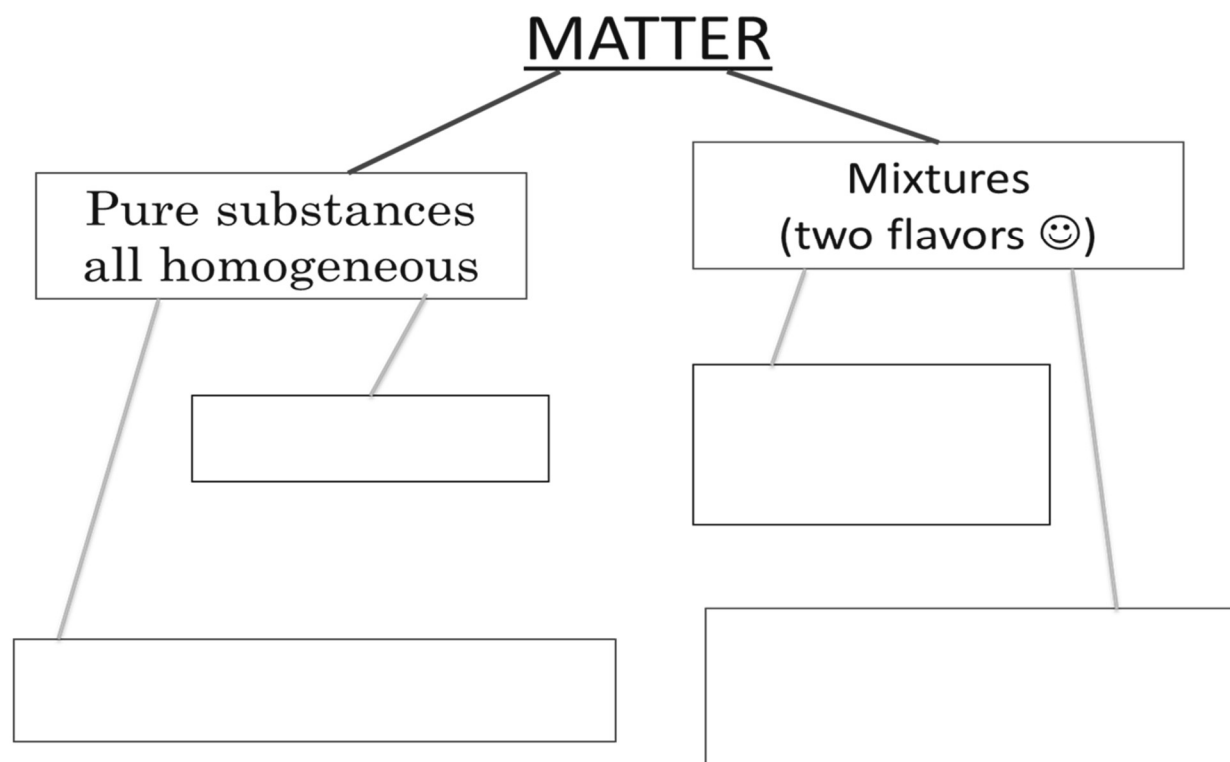 MATTER
Pure substances
all homogeneous
Mixtures
(two flavors ☺)